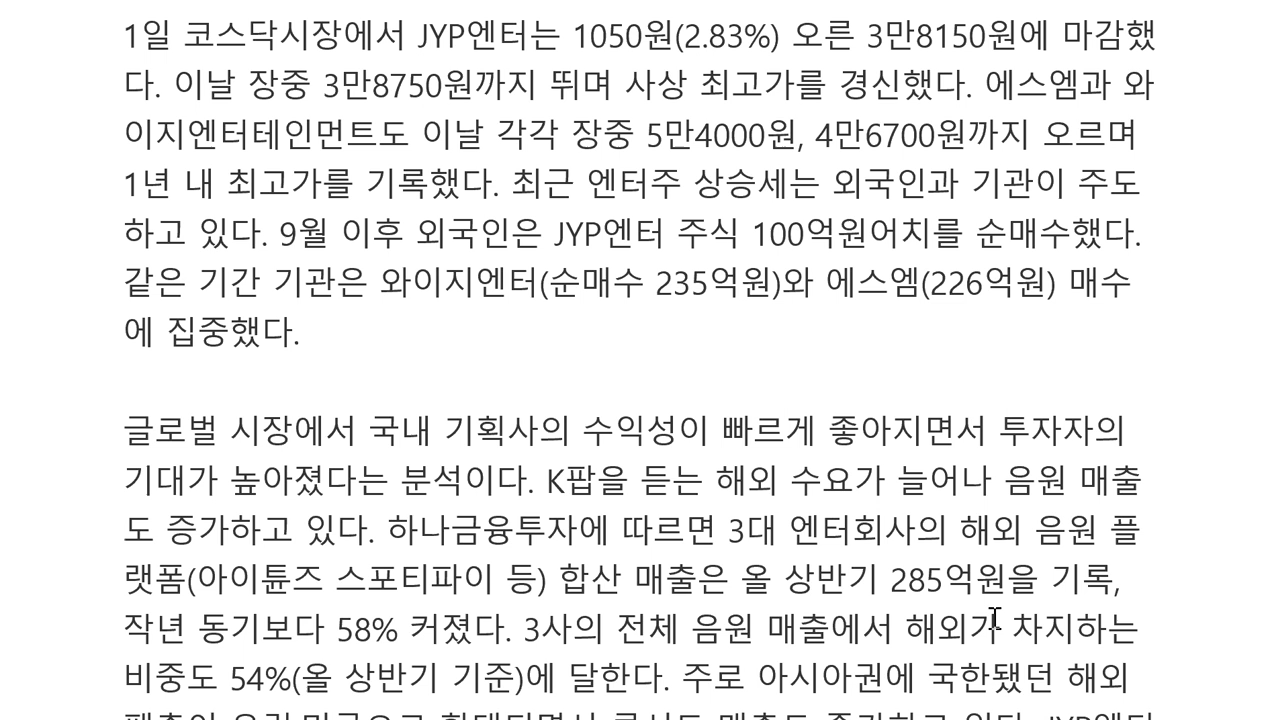 1일 코스닥시장에서 JYP엔터는 1050원(2.83%) 오른 3만8150원에 마감했
다. 이날 장중 3만8750원까지 뛰며 사상 최고가를 경신했다. 에스엠과 와
이지엔터테인먼트도 이날 각각 장중 5만4000원, 4만6700원까지 오르며
1년 내 최고가를 기록했다. 최근 엔터주 상승세는 외국인과 기관이 주도
하고 있다. 9월 이후 외국인은 JYP엔터 주식 100억원어치를 순매수했다.
같은 기간 기관은 와이지엔터(순매수 235억원)와 에스엠(226억원) 매수
에 집중했다.
글로벌 시장에서 국내 기획사의 수익성이 빠르게 좋아지면서 투자자의
기대가 높아졌다는 분석이다. K팝을 듣는 해외 수요가 늘어나 음원 매출
도 증가하고 있다. 하나금융투자에 따르면 3대 엔터회사의 해외 음원 플
랫폼(아이튠즈 스포티파이 등) 합산 매출은 올 상반기 285억원을 기록,
작년 동기보다 58% 커졌다. 3사의 전체 음원 매출에서 해외가 차지하는
비중도 54%(올 상반기 기준)에 달한다. 주로 아시아권에 국한됐던 해외